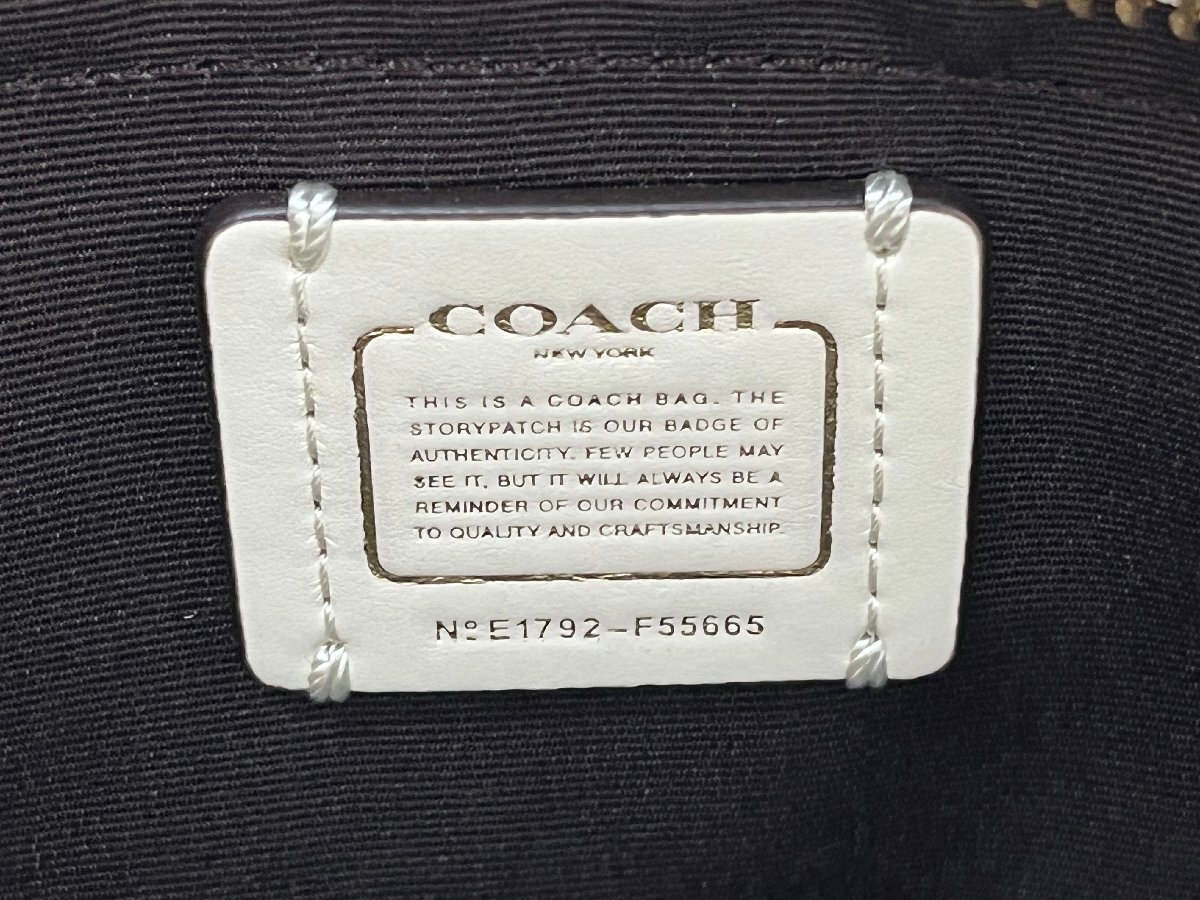 COACH
NEW YORK
THIS IS A COACH BAG. THE
STORYPATCH IS OUR BADGE OF
AUTHENTICITY. FEW PEOPLE MAY
SEE IT, BUT IT WILL ALWAYS BE A
REMINDER OF OUR COMMITMENT
TO QUALITY AND CRAFTSMANSHIP.
Nº E1792-F55665